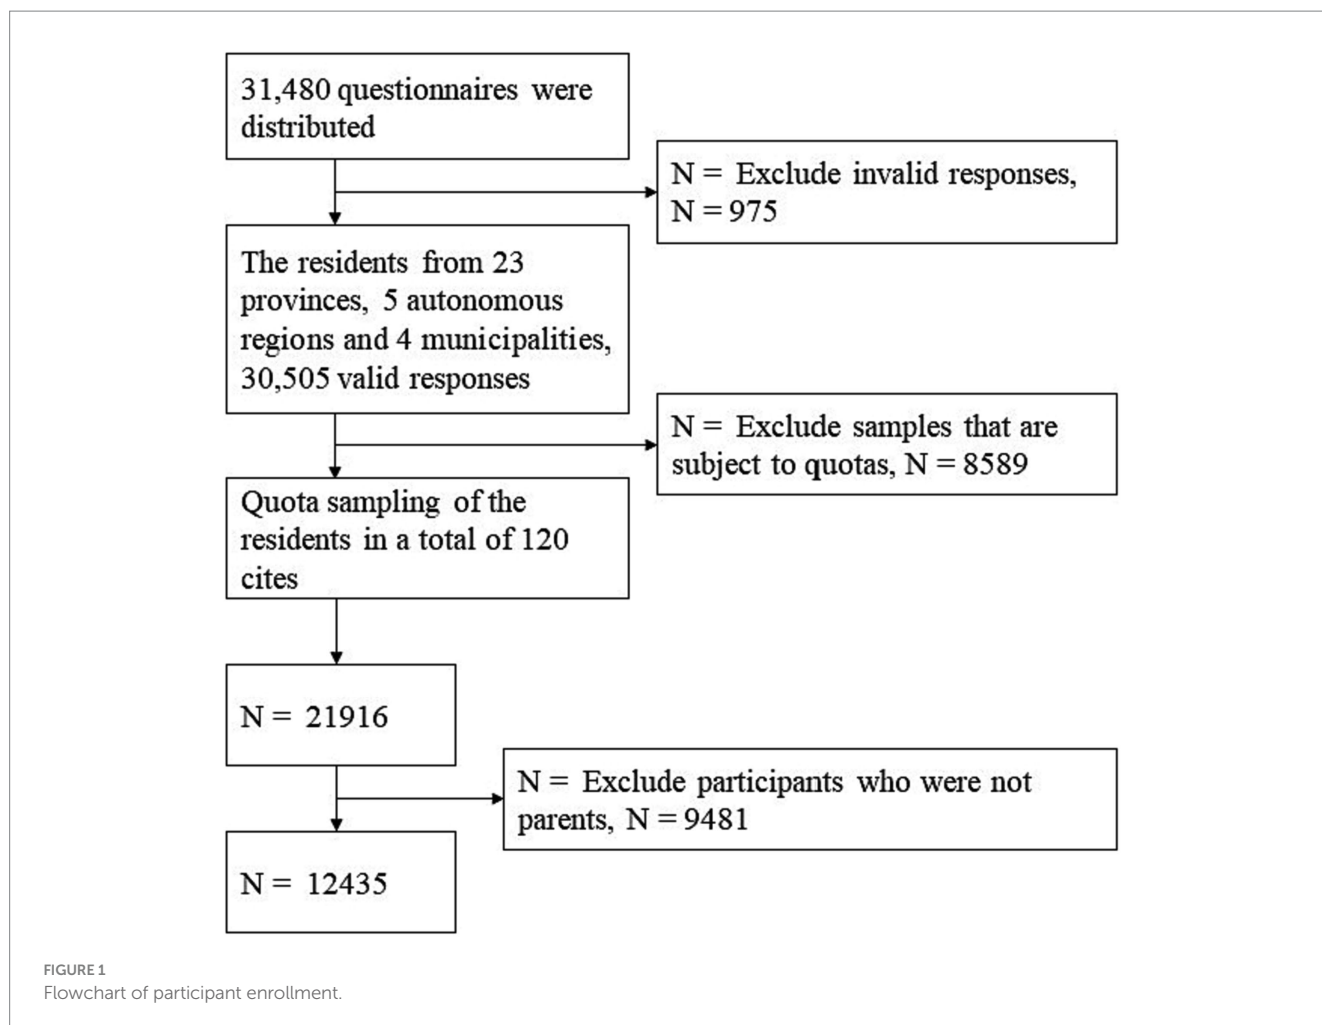 31,480 questionnaires were
distributed
N = Exclude invalid responses,
N = 975
The residents from 23
provinces, 5 autonomous
regions and 4 municipalities,
30,505 valid responses
N = Exclude samples that are
subject to quotas, N = 8589
Quota sampling of the
residents in a total of 120
cites
N = 21916
N = Exclude participants who were not
parents, N = 9481
N = 12435
FIGURE 1
Flowchart of participant enrollment.